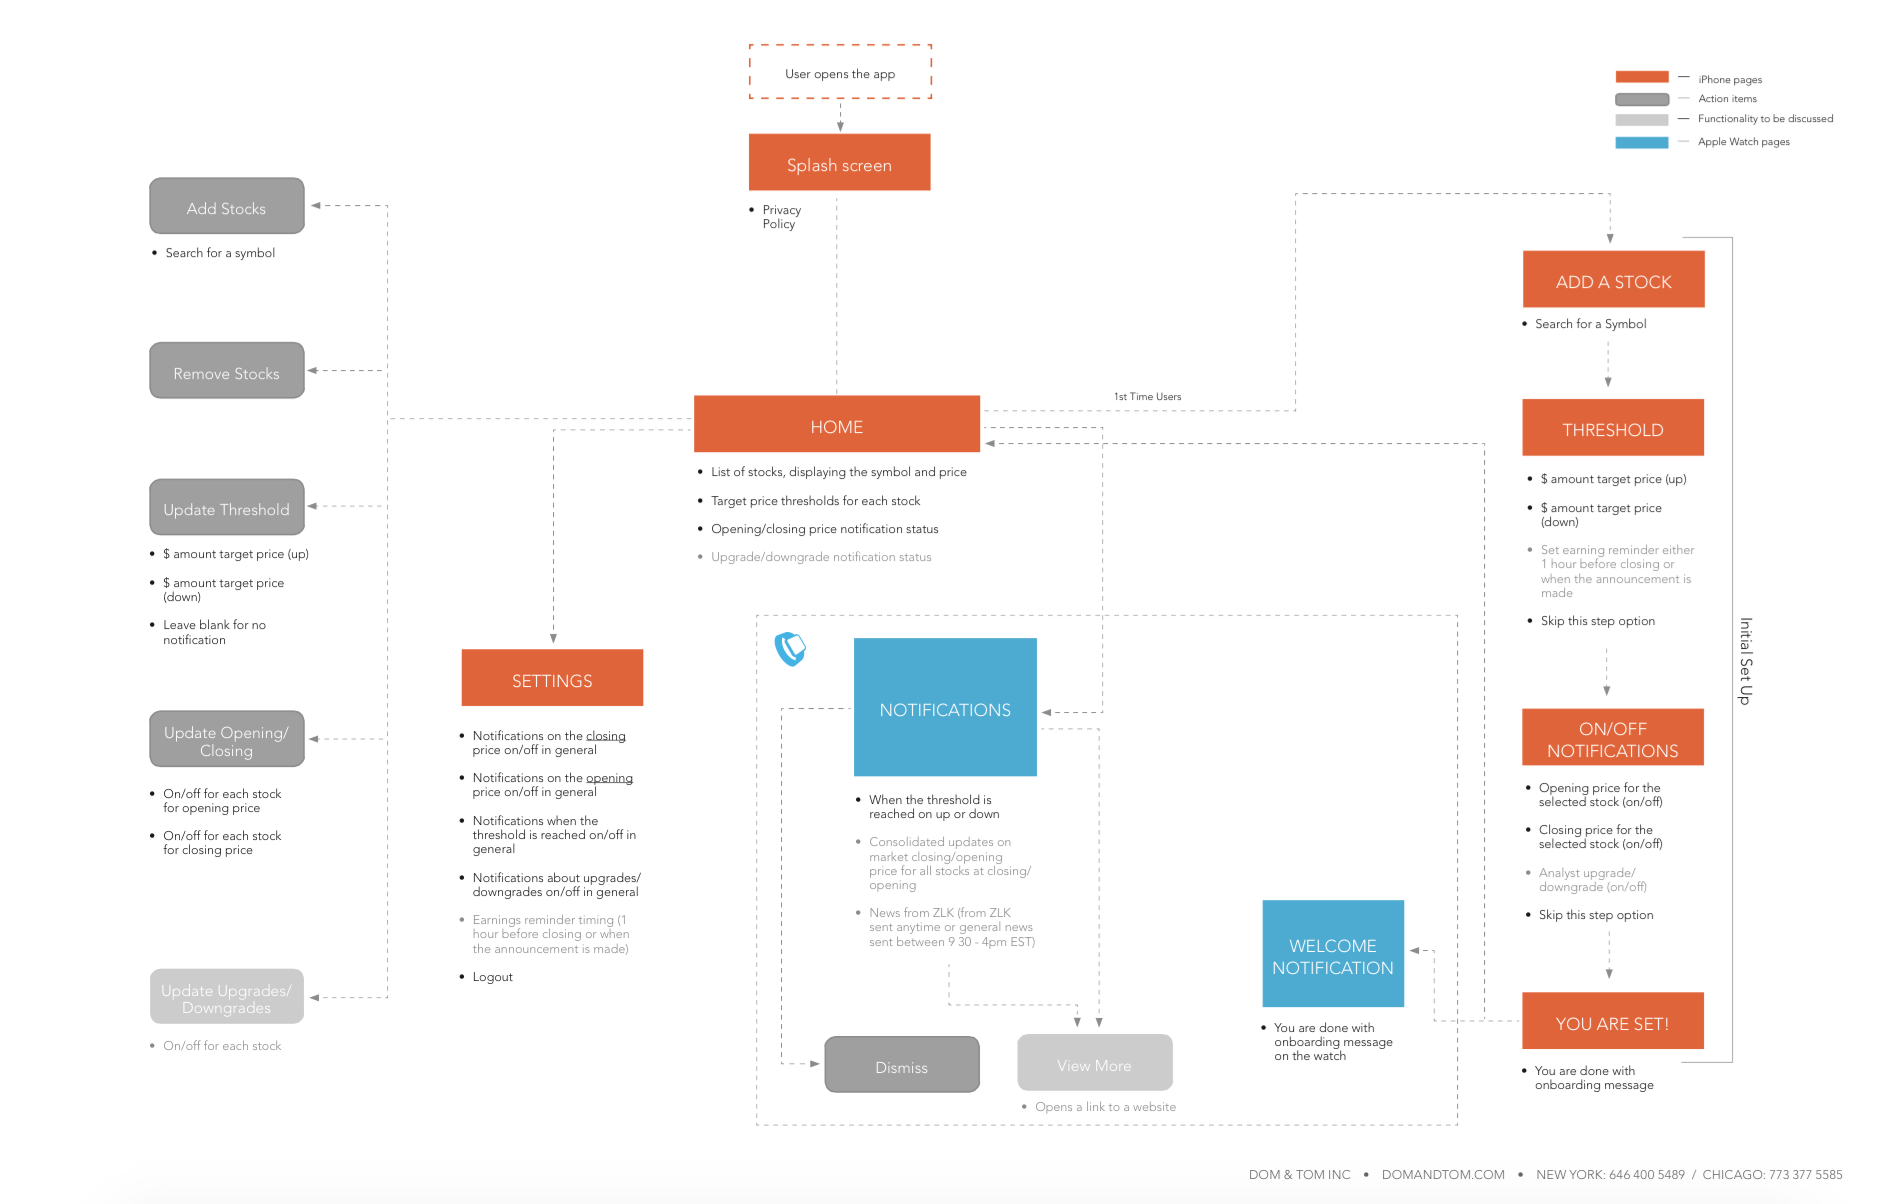 User opens the app
Splash screen
• Privacy
Policy
— iPhone pages
— Action items
— Functionality to be discussed
— Apple Watch pages
Add Stocks
• Search for a symbol
Remove Stocks
Update Threshold
• $ amount target price (up)
• $ amount target price
(down)
• Leave blank for no
notification
Update Opening/
Closing
• On/off for each stock
for opening price
• On/off for each stock
for closing price
Update Upgrades/
Downgrades
• On/off for each stock
HOME
• List of stocks, displaying the symbol and price
• Target price thresholds for each stock
• Opening/closing price notification status
• Upgrade/downgrade notification status
1st Time Users
SETTINGS
• Notifications on the closing
price on/off in general
• Notifications on the opening
price on/off in general
• Notifications when the
threshold is reached on/off in
general
• Notifications about upgrades/
downgrades on/off in general
• Earnings reminder timing (1
hour before closing or when
the announcement is made)
• Logout
NOTIFICATIONS
• When the threshold is
reached on up or down
• Consolidated updates on
market closing/opening
price for all stocks at closing/
opening
• News from ZLK (from ZLK
sent anytime or general news
sent between 9 30 - 4pm EST)
Dismiss
View More
• Opens a link to a website
WELCOME
NOTIFICATION
• You are done with
onboarding message
on the watch
ADD A STOCK
• Search for a Symbol
THRESHOLD
• $ amount target price (up)
• $ amount target price
(down)
• Set earning reminder either
1 hour before closing or
when the announcement is
made
• Skip this step option
ON/OFF
NOTIFICATIONS
• Opening price for the
selected stock (on/off)
• Closing price for the
selected stock (on/off)
• Analyst upgrade/
downgrade (on/off)
• Skip this step option
YOU ARE SET!
• You are done with
onboarding message
Initial Set Up
DOM & TOM INC • DOMANDTOM.COM • NEW YORK: 646 400 5489 / CHICAGO: 773 377 5585